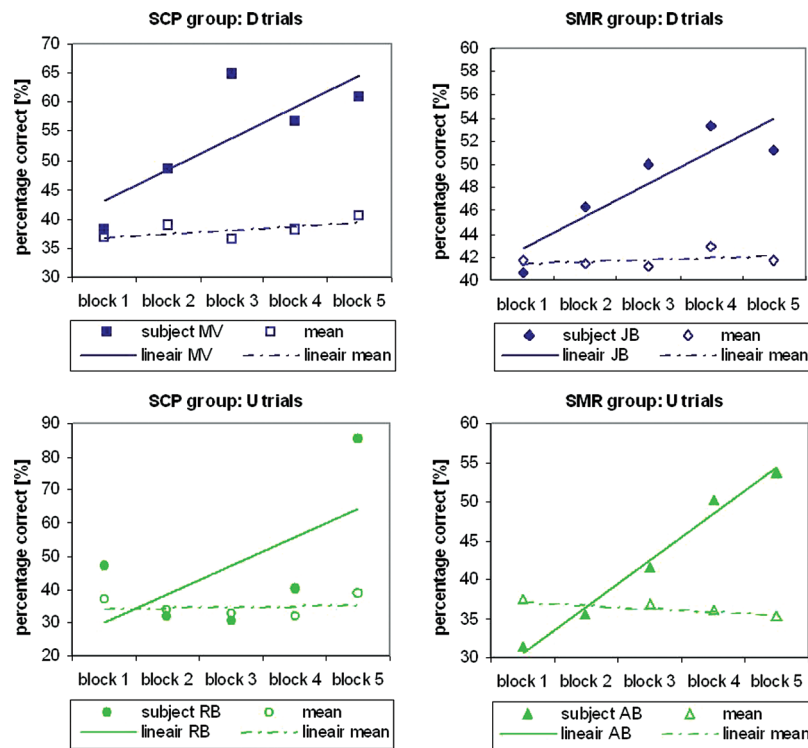 SCP group: D trials
percentage correct [%]
70
65
60
55
50
45
40
35
30
block 1 block 2 block 3 block 4 block 5
subject MV mean
lineair MV lineair mean
SMR group: D trials
percentage correct [%]
60
58
56
54
52
50
48
46
44
42
40
block 1 block 2 block 3 block 4 block 5
subject JB mean
lineair JB lineair mean
SCP group: U trials
percentage correct [%]
90
80
70
60
50
40
30
20
block 1 block 2 block 3 block 4 block 5
subject RB mean
lineair RB lineair mean
SMR group: U trials
percentage correct [%]
60
55
50
45
40
35
30
block 1 block 2 block 3 block 4 block 5
subject AB mean
lineair AB lineair mean